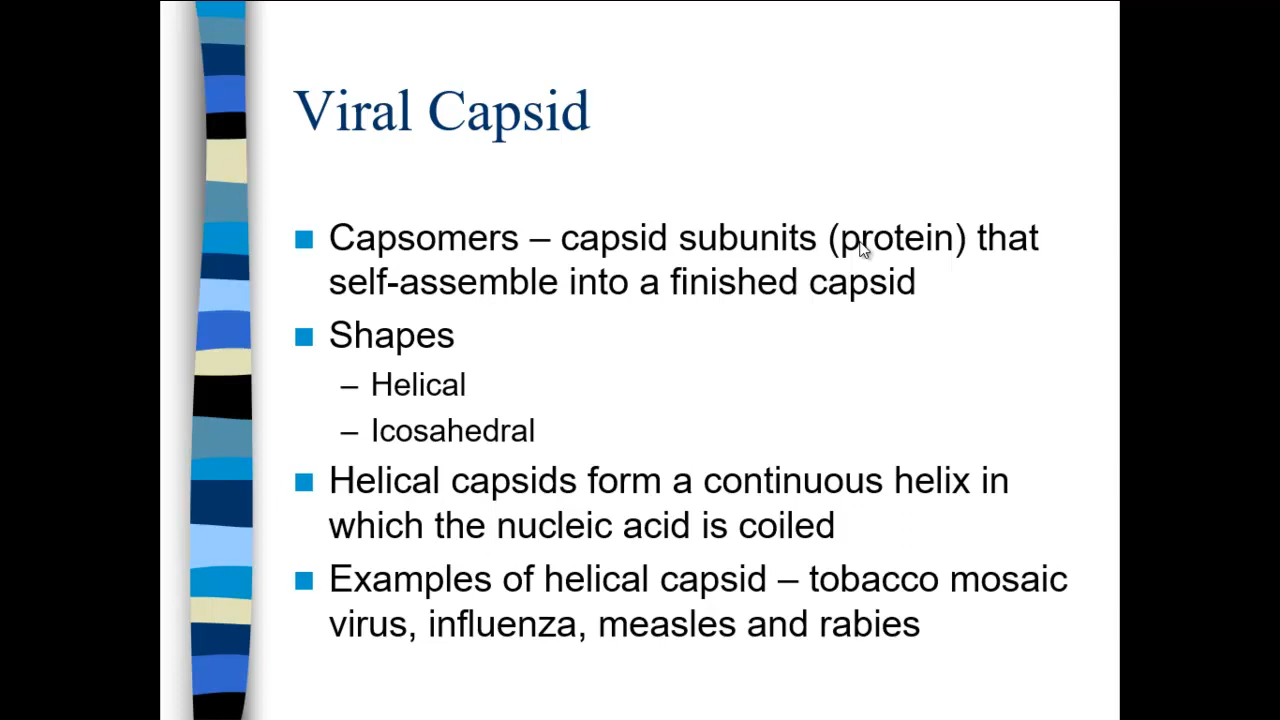 Viral Capsid
■ Capsomers – capsid subunits (protein) that
self-assemble into a finished capsid
■ Shapes
– Helical
– Icosahedral
■ Helical capsids form a continuous helix in
which the nucleic acid is coiled
■ Examples of helical capsid – tobacco mosaic
virus, influenza, measles and rabies